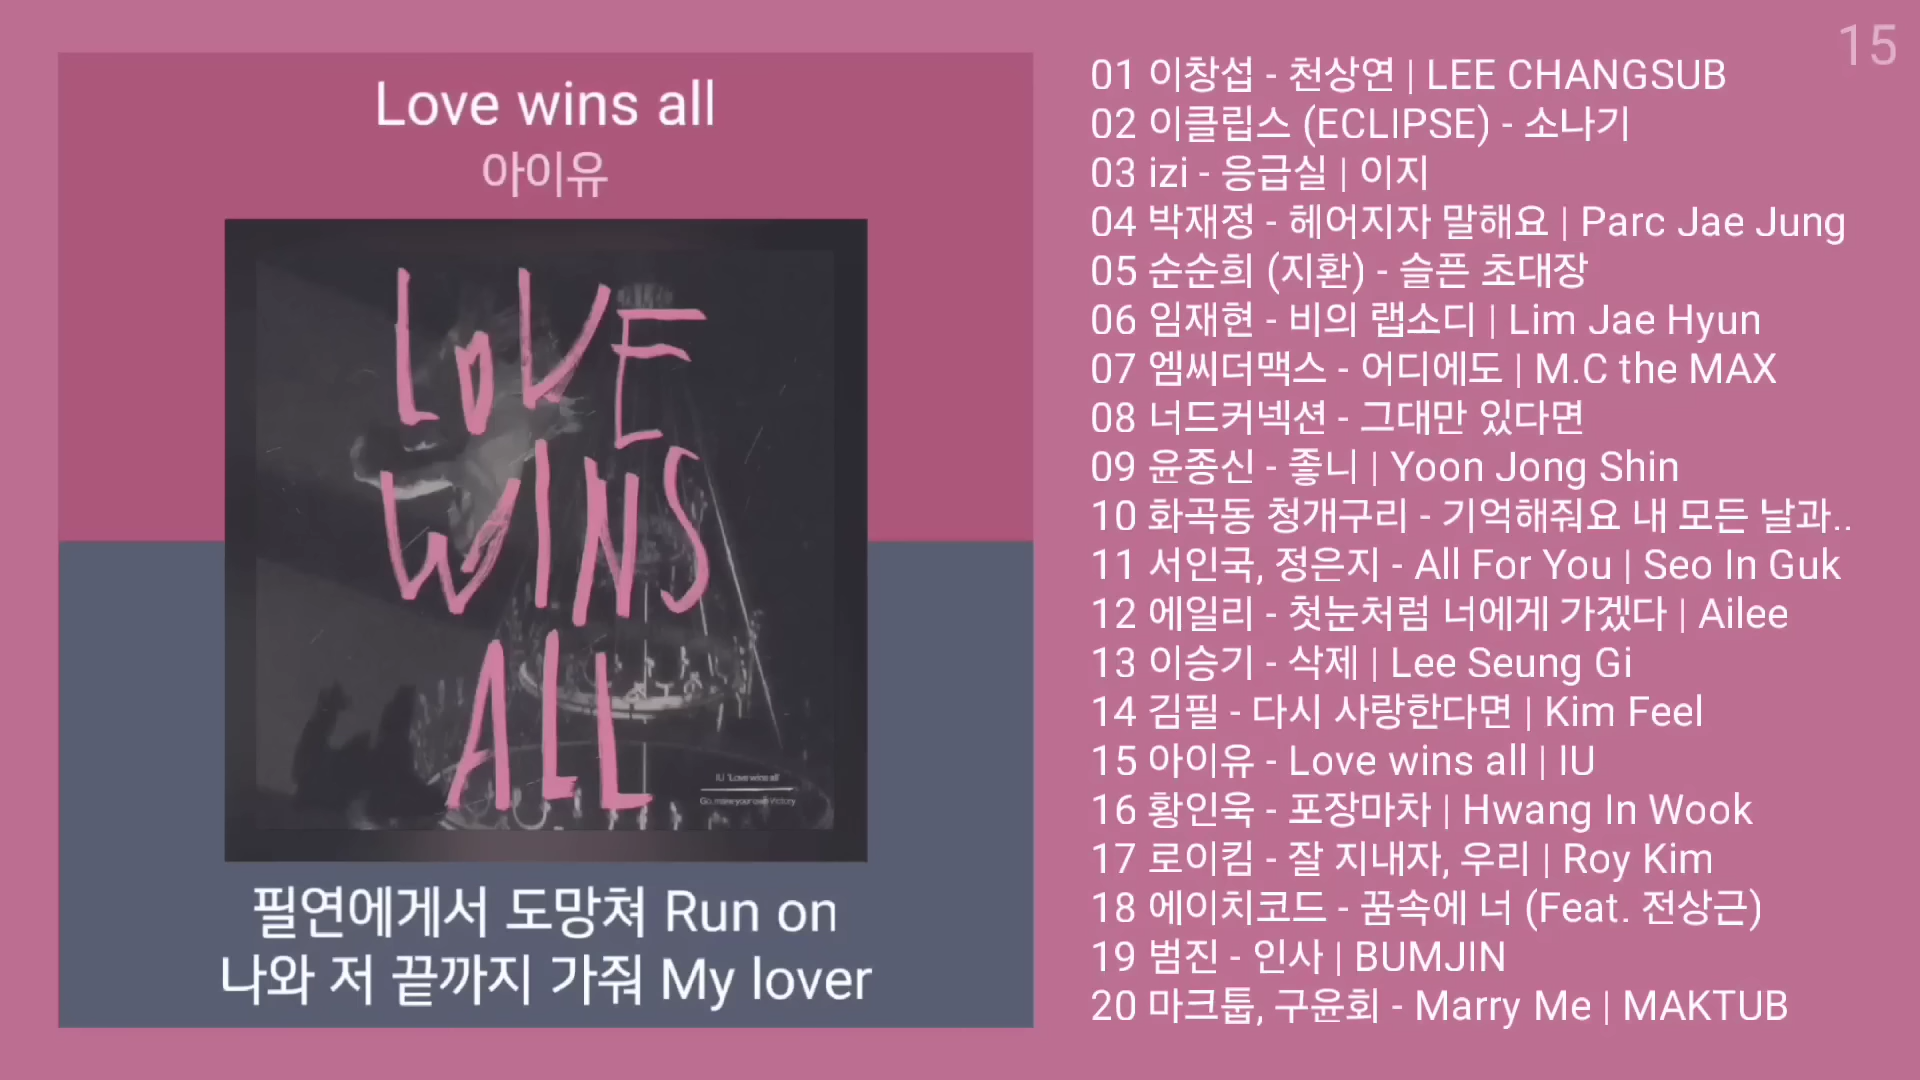 15
Love wins all
아이유
LOVE
WINS
ALL
IU 'Love wins all'
필연에게서 도망쳐 Run on
나와 저 끝까지 가줘 My lover
01 이창섭 - 천상연 | LEE CHANGSUB
02 이클립스 (ECLIPSE) - 소나기
03 izi - 응급실 | 이지
04 박재정 - 헤어지자 말해요 | Parc Jae Jung
05 순순희 (지환) - 슬픈 초대장
06 임재현 - 비의 랩소디 | Lim Jae Hyun
07 엠씨더맥스 - 어디에도 | M.C the MAX
08 너드커넥션 - 그대만 있다면
09 윤종신 - 좋니 | Yoon Jong Shin
10 화곡동 청개구리 - 기억해줘요 내 모든 날과..
11 서인국, 정은지 - All For You | Seo In Guk
12 에일리 - 첫눈처럼 너에게 가겠다 | Ailee
13 이승기 - 삭제 | Lee Seung Gi
14 김필 - 다시 사랑한다면 | Kim Feel
15 아이유 - Love wins all | IU
16 황인욱 - 포장마차 | Hwang In Wook
17 로이킴 - 잘 지내자, 우리 | Roy Kim
18 에이치코드 - 꿈속에 너 (Feat. 전상근)
19 범진 - 인사 | BUMJIN
20 마크툽, 구윤회 - Marry Me | MAKTUB